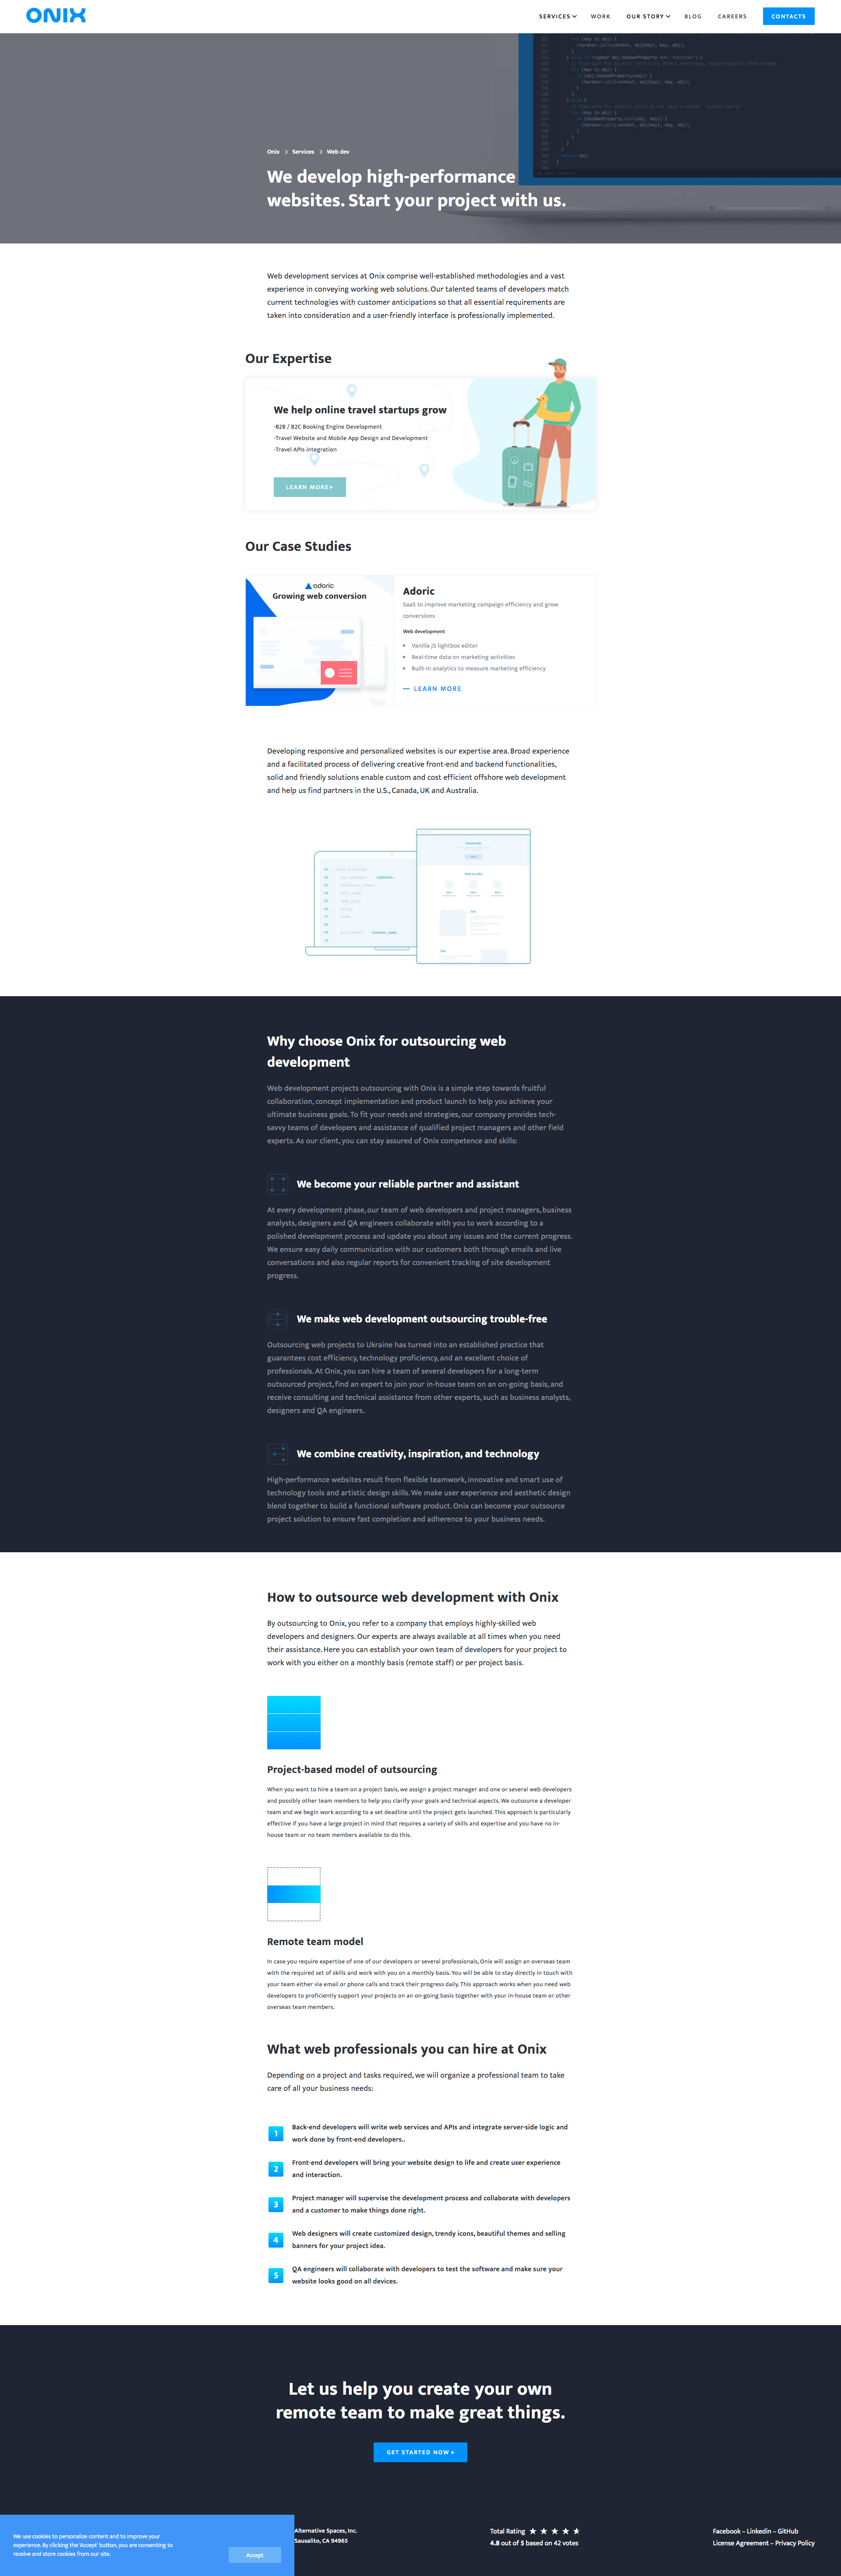 ONIX
SERVICES
WORK
OUR STORY
BLOG
CAREERS
CONTACTS
Onix > Services > Web dev
We develop high-performance
websites. Start your project with us.
Web development services at Onix comprise well-established methodologies and a vast
experience in conveying working web solutions. Our talented teams of developers match
current technologies with customer anticipations so that all essential requirements are
taken into consideration and a user-friendly interface is professionally implemented.
Our Expertise
We help online travel startups grow
-B2B / B2C Booking Engine Development
-Travel Website and Mobile App Design and Development
-Travel APIs integration
LEARN MORE »
Our Case Studies
adoric
Growing web conversion
Adoric
SaaS to improve marketing campaign efficiency and grow
conversions
Web development
• Vanilla JS lightbox editor
• Real-time data on marketing activities
• Built-in analytics to measure marketing efficiency
— LEARN MORE
Developing responsive and personalized websites is our expertise area. Broad experience
and a facilitated process of delivering creative front-end and backend functionalities,
solid and friendly solutions enable custom and cost efficient offshore web development
and help us find partners in the U.S., Canada, UK and Australia.
Why choose Onix for outsourcing web
development
Web development projects outsourcing with Onix is a simple step towards fruitful
collaboration, concept implementation and product launch to help you achieve your
ultimate business goals. To fit your needs and strategies, our company provides tech-
savvy teams of developers and assistance of qualified project managers and other field
experts. As our client, you can stay assured of Onix competence and skills:
We become your reliable partner and assistant
At every development phase, our team of web developers and project managers, business
analysts, designers and QA engineers collaborate with you to work according to a
polished development process and update you about any issues and the current progress.
We ensure easy daily communication with our customers both through emails and live
conversations and also regular reports for convenient tracking of site development
progress.
We make web development outsourcing trouble-free
Outsourcing web projects to Ukraine has turned into an established practice that
guarantees cost efficiency, technology proficiency, and an excellent choice of
professionals. At Onix, you can hire a team of several developers for a long-term
outsourced project, find an expert to join your in-house team on an on-going basis, and
receive consulting and technical assistance from other experts, such as business analysts,
designers and QA engineers.
We combine creativity, inspiration, and technology
High-performance websites result from flexible teamwork, innovative and smart use of
technology tools and artistic design skills. We make user experience and aesthetic design
blend together to build a functional software product. Onix can become your outsource
project solution to ensure fast completion and adherence to your business needs.
How to outsource web development with Onix
By outsourcing to Onix, you refer to a company that employs highly-skilled web
developers and designers. Our experts are always available at all times when you need
their assistance. Here you can establish your own team of developers for your project to
work with you either on a monthly basis (remote staff) or per project basis.
Project-based model of outsourcing
When you want to hire a team on a project basis, we assign a project manager and one or several web developers
and possibly other team members to help you clarify your goals and technical aspects. We outsource a developer
team and we begin work according to a set deadline until the project gets launched. This approach is particularly
effective if you have a large project in mind that requires a variety of skills and expertise and you have no in-
house team or no team members available to do this.
Remote team model
In case you require expertise of one of our developers or several professionals, Onix will assign an overseas team
with the required set of skills and work with you on a monthly basis. You will be able to stay directly in touch with
your team either via email or phone calls and track their progress daily. This approach works when you need web
developers to proficiently support your projects on an on-going basis together with your in-house team or other
overseas team members.
What web professionals you can hire at Onix
Depending on a project and tasks required, we will organize a professional team to take
care of all your business needs:
1 Back-end developers will write web services and APIs and integrate server-side logic and
work done by front-end developers..
2 Front-end developers will bring your website design to life and create user experience
and interaction.
3 Project manager will supervise the development process and collaborate with developers
and a customer to make things done right.
4 Web designers will create customized design, trendy icons, beautiful themes and selling
banners for your project idea.
5 QA engineers will collaborate with developers to test the software and make sure your
website looks good on all devices.
Let us help you create your own
remote team to make great things.
GET STARTED NOW »
We use cookies to personalize content and to improve your
experience. By clicking the 'Accept' button, you are consenting to
receive and store cookies from our site.
Accept
Alternative Spaces, Inc.
Sausalito, CA 94965
Total Rating
4.8 out of 5 based on 42 votes
Facebook – Linkedin – GitHub
License Agreement – Privacy Policy